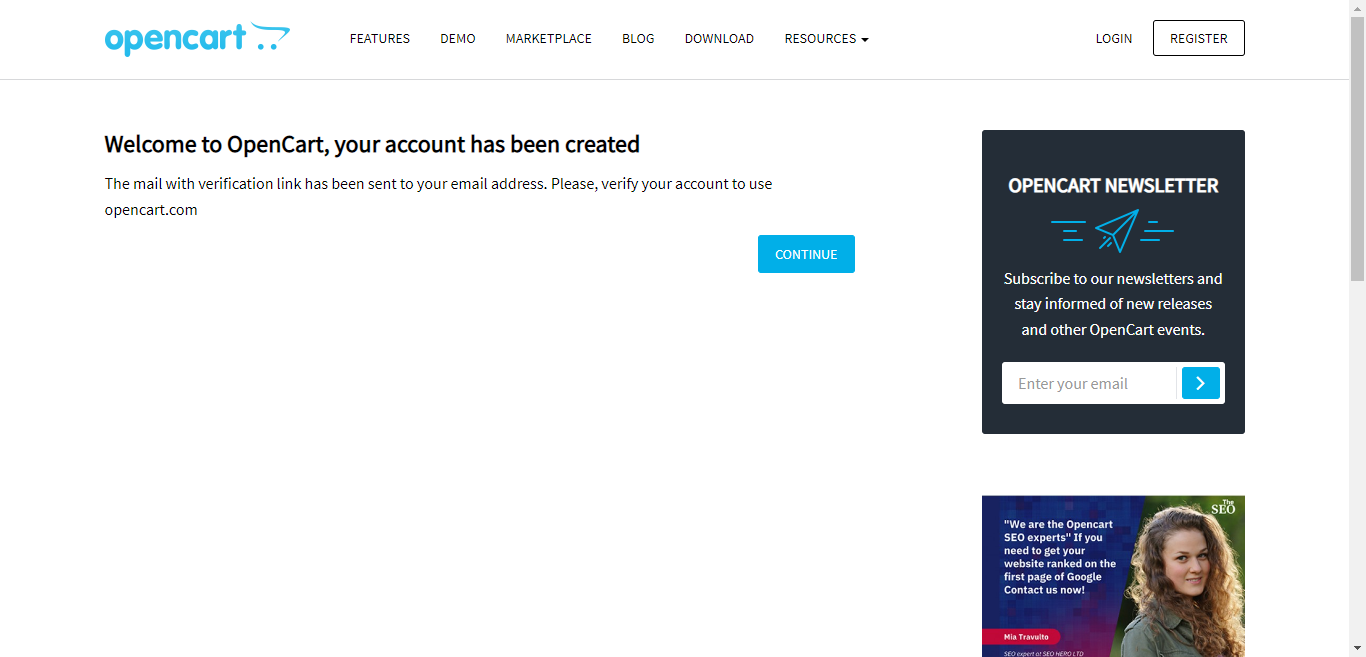 opencart
FEATURES
DEMO
MARKETPLACE
BLOG
DOWNLOAD
RESOURCES
LOGIN
REGISTER
Welcome to OpenCart, your account has been created
The mail with verification link has been sent to your email address. Please, verify your account to use
opencart.com
CONTINUE
OPENCART NEWSLETTER
Subscribe to our newsletters and
stay informed of new releases
and other OpenCart events.
Enter your email
The
SEO
"We are the Opencart
SEO experts" If you
need to get your
website ranked on the
first page of Google
Contact us now!
Mia Travulto
SEO expert at SEO HERO LTD